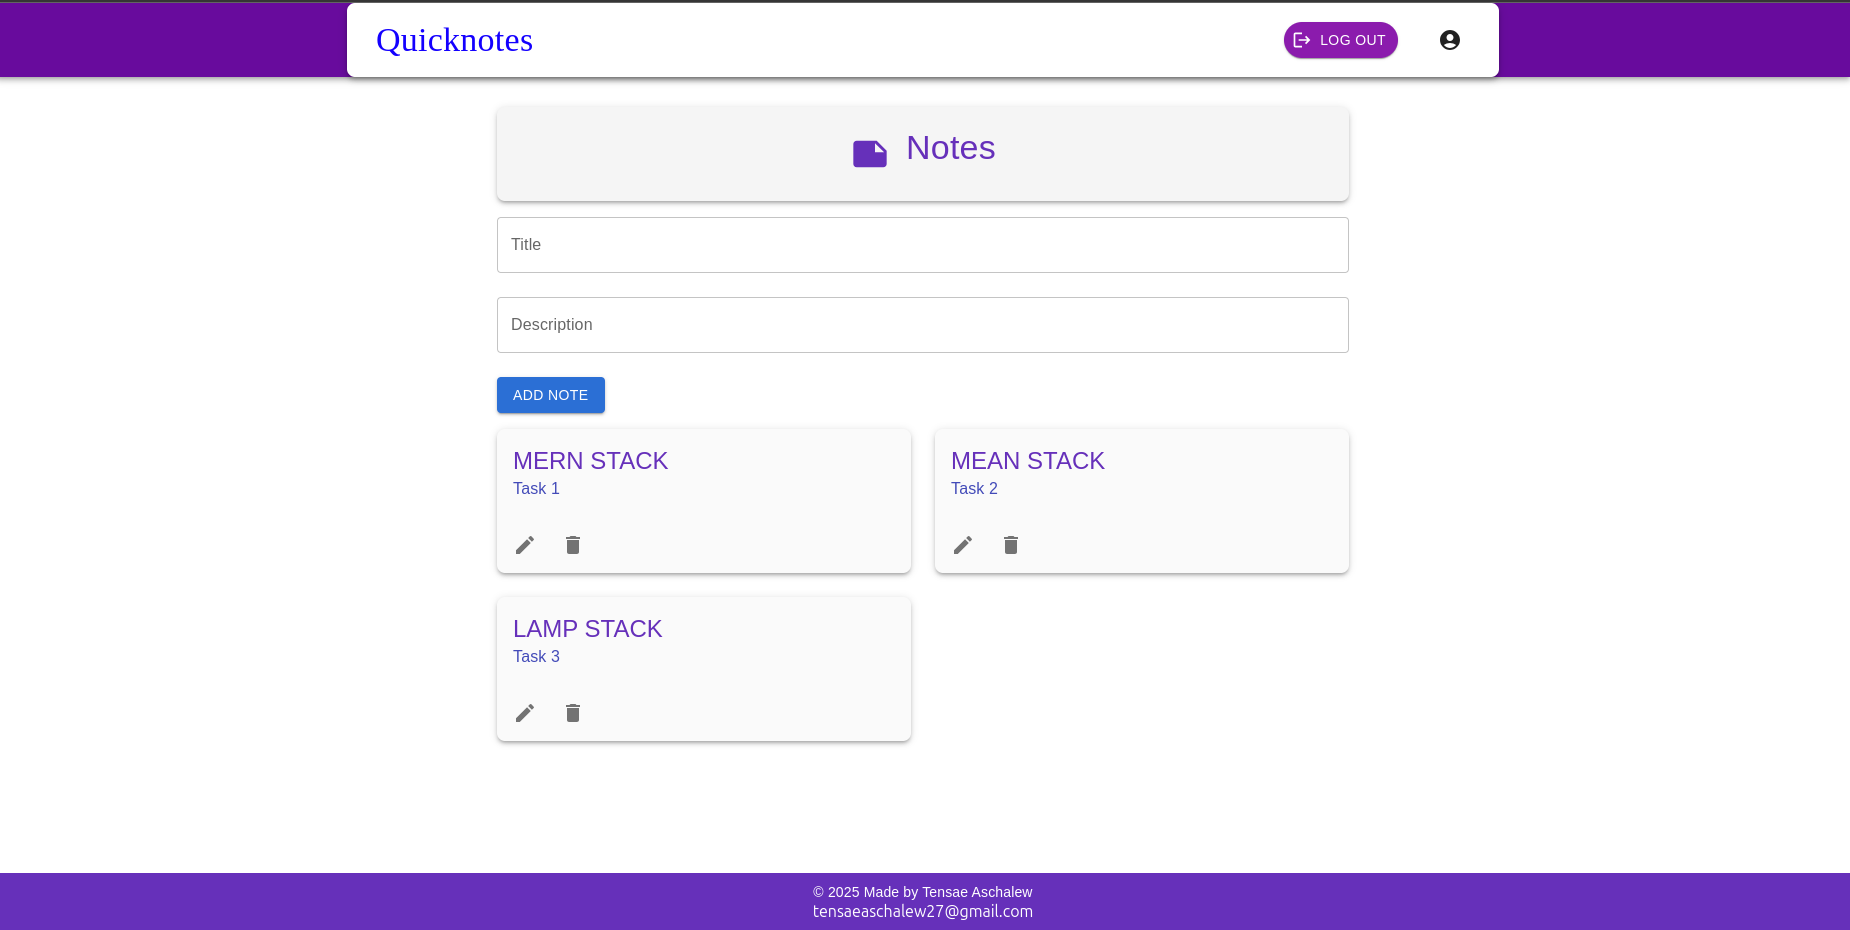 Quicknotes
LOG OUT
Notes
Title
Description
ADD NOTE
MERN STACK
Task 1
MEAN STACK
Task 2
LAMP STACK
Task 3
© 2025 Made by Tensae Aschalew
tensaeaschalew27@gmail.com